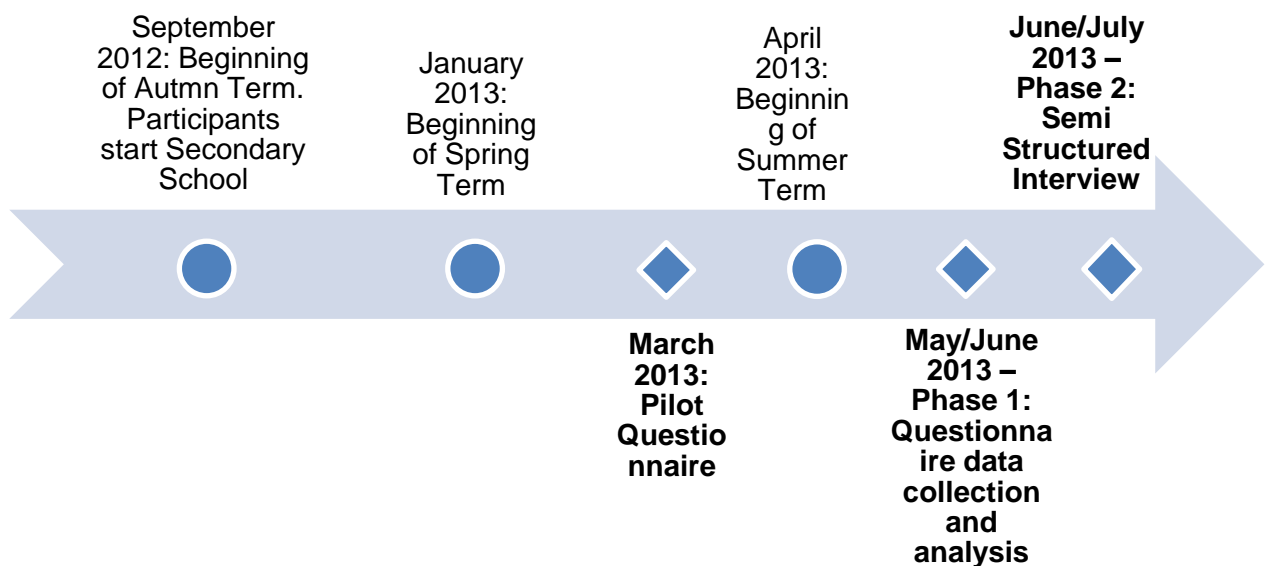 September
2012: Beginning
of Autmn Term.
Participants
start Secondary
School
January
2013:
Beginning
of Spring
Term
April
2013:
Beginnin
g of
Summer
Term
June/July
2013 –
Phase 2:
Semi
Structured
Interview
March
2013:
Pilot
Questio
nnaire
May/June
2013 –
Phase 1:
Questionna
ire data
collection
and
analysis